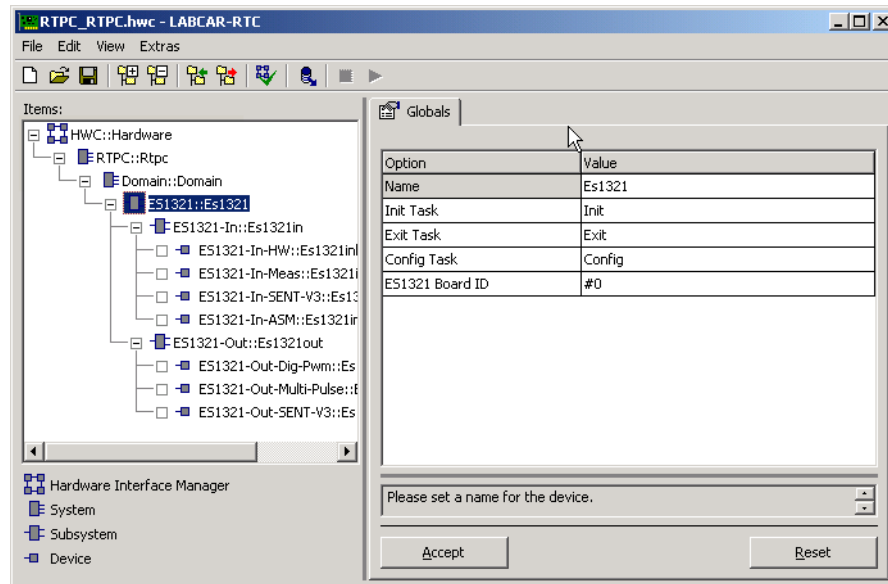 RTPC_RTPC.hwc - LABCAR-RTC
File Edit View Extras
Items:
HWC::Hardware
RTPC::Rtpc
Domain::Domain
ES1321::Es1321
ES1321-In::Es1321in
ES1321-In-HW::Es1321inl
ES1321-In-Meas::Es1321i
ES1321-In-SENT-V3::Es13
ES1321-In-ASM::Es1321ir
ES1321-Out::Es1321out
ES1321-Out-Dig-Pwm::Es
ES1321-Out-Multi-Pulse::E
ES1321-Out-SENT-V3::Es
Hardware Interface Manager
System
Subsystem
Device
Globals
Option Value
Name Es1321
Init Task Init
Exit Task Exit
Config Task Config
ES1321 Board ID #0
Please set a name for the device.
Accept Reset